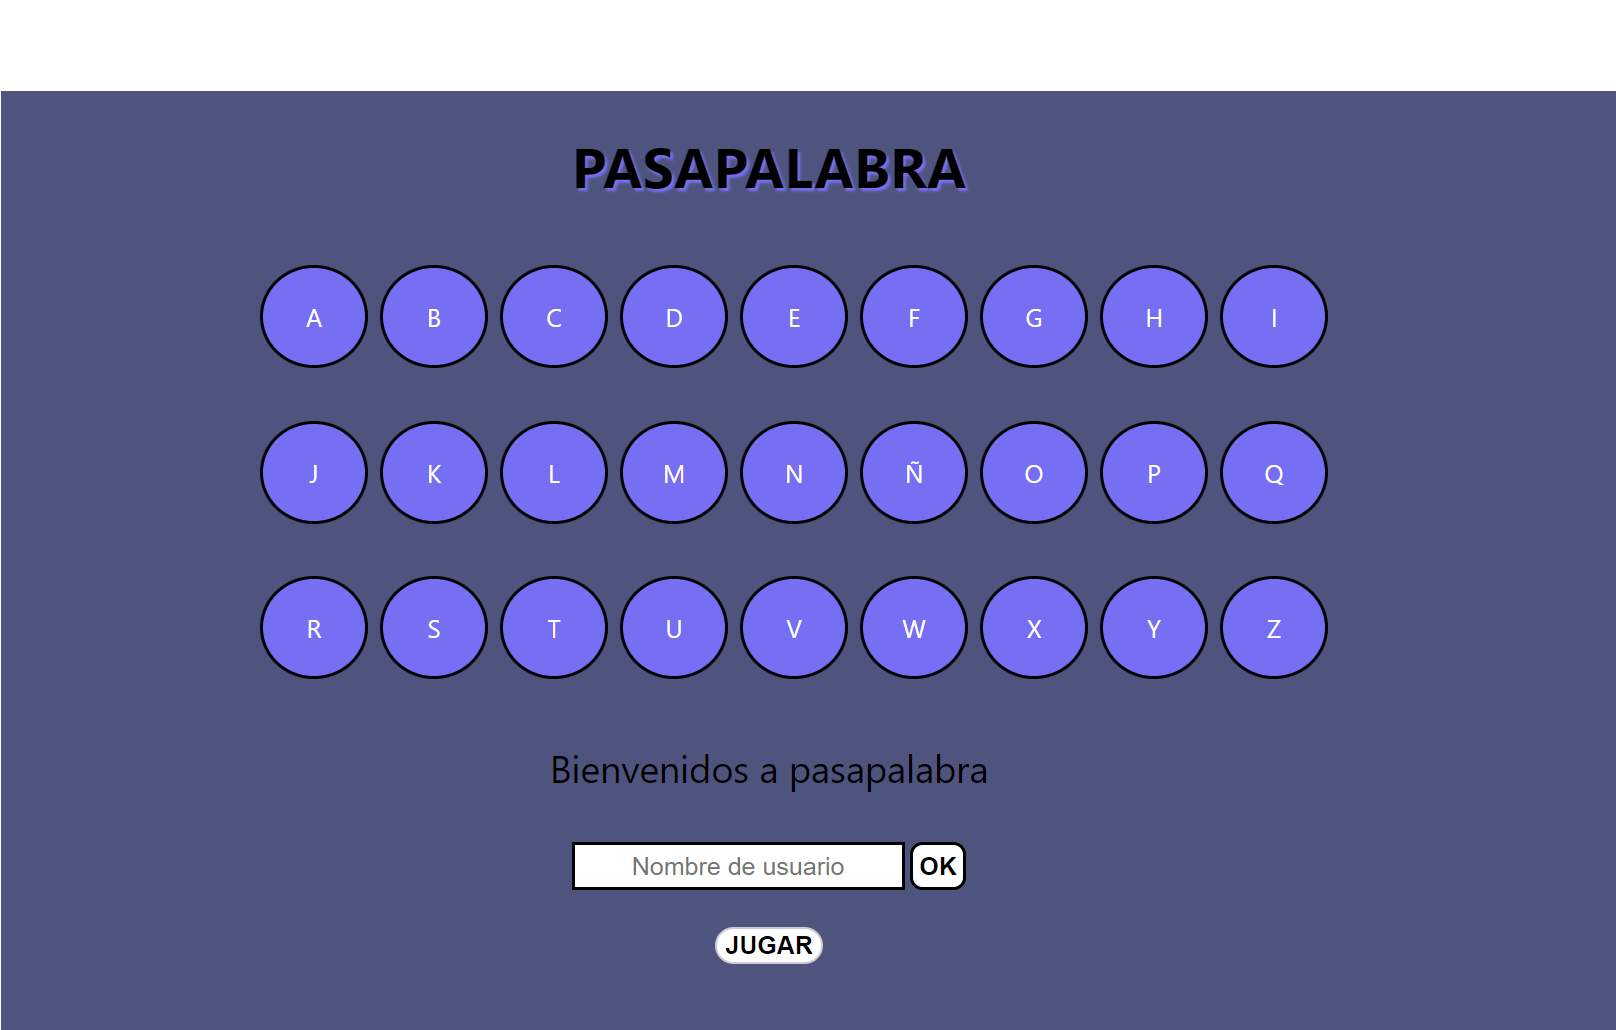 PASAPALABRA
A B C D E F G H I
J K L M N Ñ O P Q
R S T U V W X Y Z
Bienvenidos a pasapalabra
Nombre de usuario OK
JUGAR